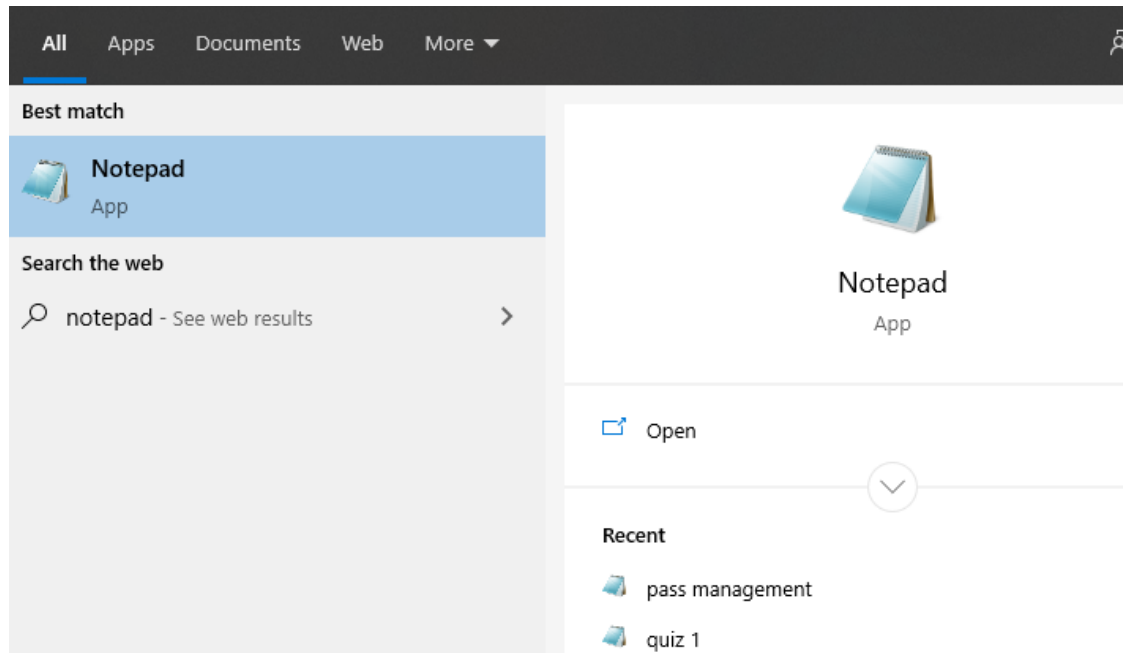 All Apps Documents Web More
Best match
Notepad
App
Search the web
notepad - See web results
Notepad
App
Open
Recent
pass management
quiz 1